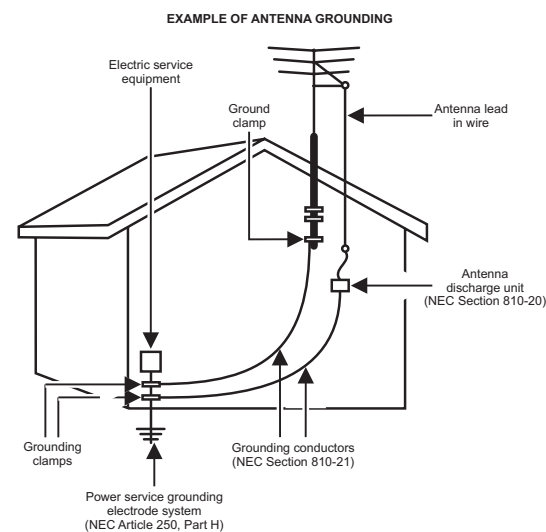 EXAMPLE OF ANTENNA GROUNDING
Electric service
equipment
Ground
clamp
Antenna lead
in wire
Antenna
discharge unit
(NEC Section 810-20)
Grounding
clamps
Grounding conductors
(NEC Section 810-21)
Power service grounding
electrode system
(NEC Article 250, Part H)